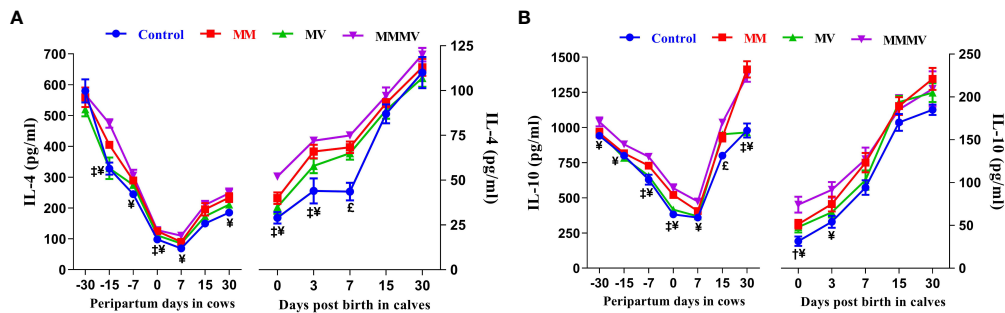 A
B
Control MM MV MMMV
Control MM MV MMMV
IL-4 (pg/ml)
700
600
500
400
300
200
100
0
-30 -15 -7 0 7 15 30
Peripartum days in cows
‡¥ ¥ ‡¥ ¥ ¥
0 3 7 15 30
Days post birth in calves
‡¥ ‡¥ £
125
100
75
50
25
0
IL-4 (pg/ml)
IL-10 (pg/ml)
1500
1250
1000
750
500
250
0
-30 -15 -7 0 7 15 30
Peripartum days in cows
¥ ¥ ‡¥ ‡¥ ¥ £ ‡¥
0 3 7 15 30
Days post birth in calves
†¥ ¥
250
200
150
100
50
0
IL-10 (pg/ml)